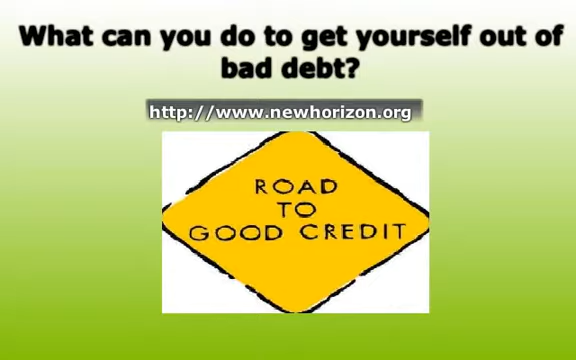 What can you do to get yourself out of
bad debt?
http://www.newhorizon.org
ROAD
TO
GOOD CREDIT